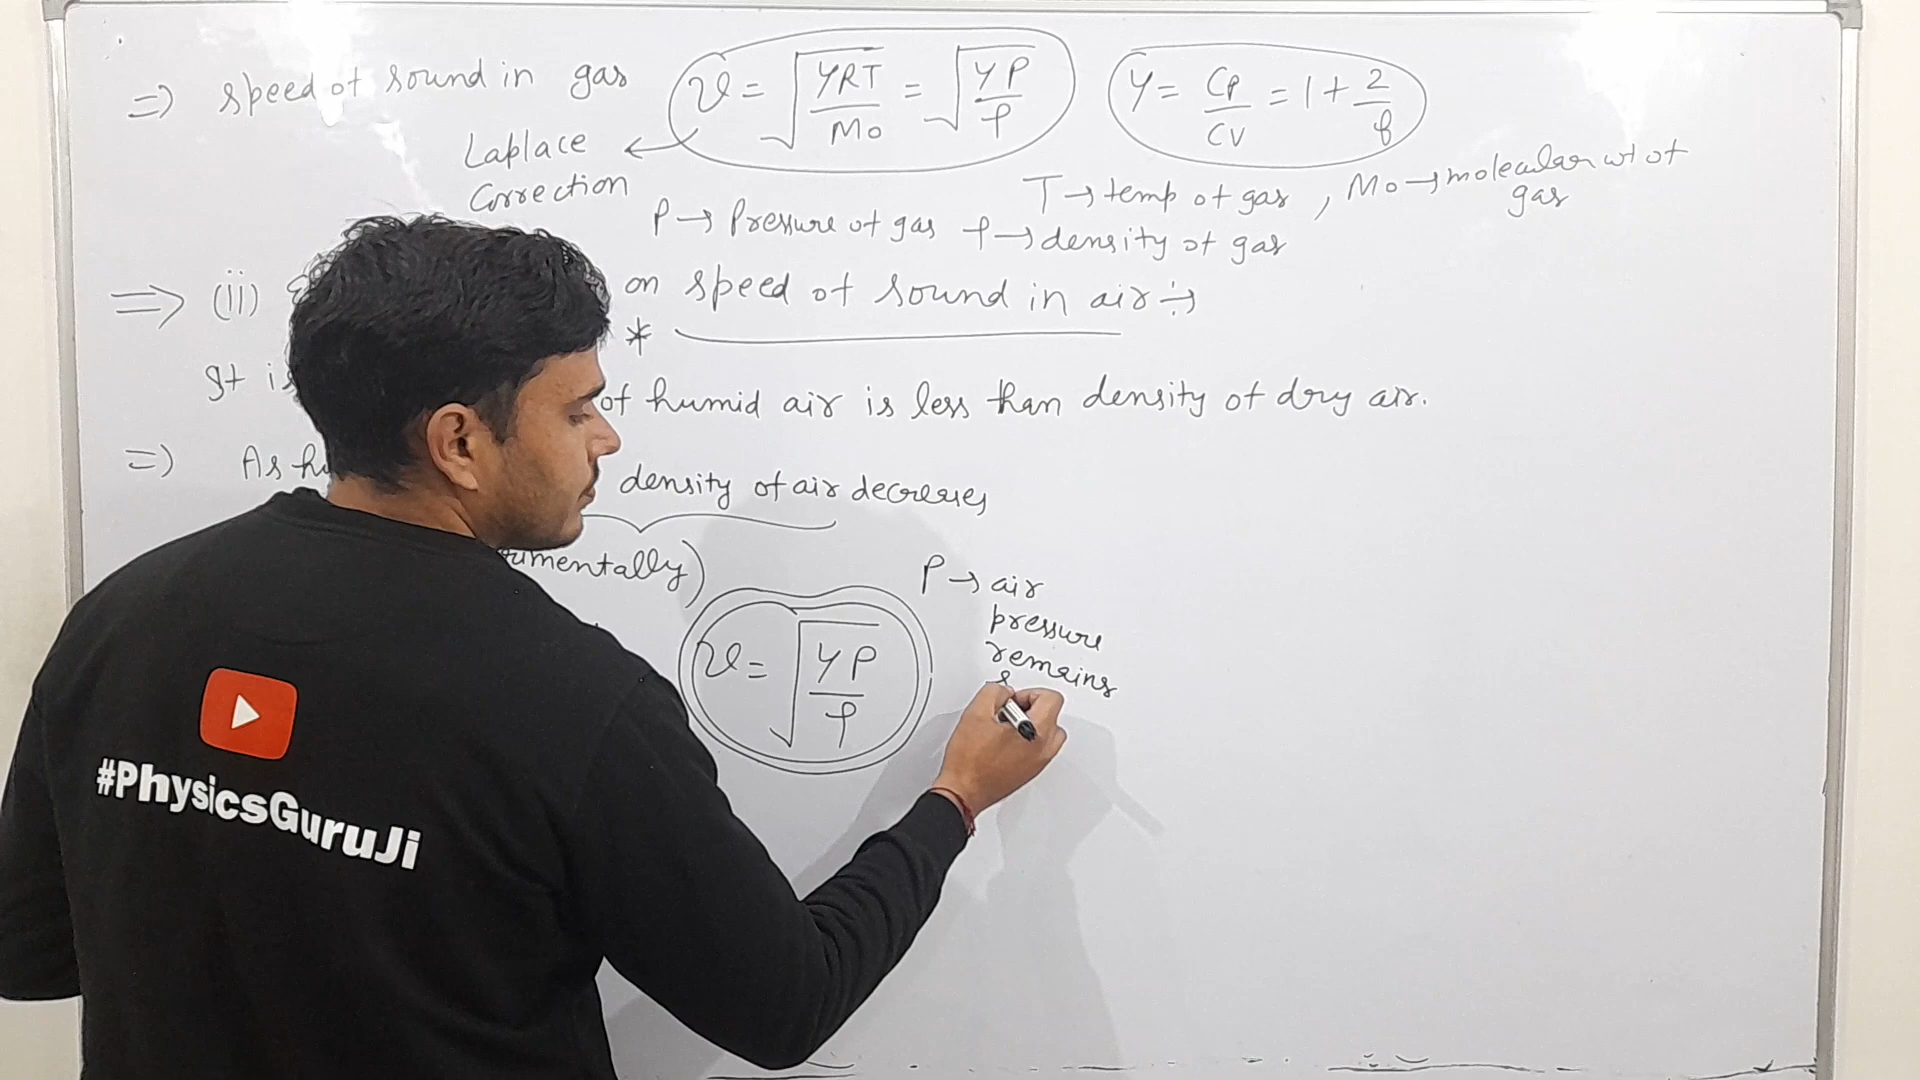 => speed of sound in gas v = √(γRT/Mo) = √(γP/ρ) γ = Cp/Cv = 1 + 2/f
Laplace
Correction
T → temp of gas , Mo → molecular wt of
gas
P → Pressure of gas ρ → density of gas
=> (ii) on speed of sound in air :→
*
It is of humid air is less than density of dry air.
=> As density of air decreases
P → air
pressure
remains
v = √(γP/ρ)
#PhysicsGuruJi